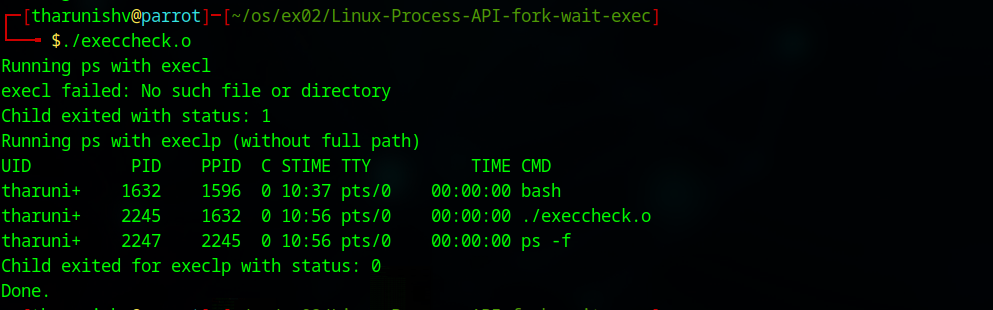 ┌─[tharunishv@parrot]─[~/os/ex02/Linux-Process-API-fork-wait-exec]
└──╼ $./execcheck.o
Running ps with execl
execl failed: No such file or directory
Child exited with status: 1
Running ps with execlp (without full path)
UID          PID    PPID  C STIME TTY          TIME CMD
tharuni+    1632    1596  0 10:37 pts/0    00:00:00 bash
tharuni+    2245    1632  0 10:56 pts/0    00:00:00 ./execcheck.o
tharuni+    2247    2245  0 10:56 pts/0    00:00:00 ps -f
Child exited for execlp with status: 0
Done.